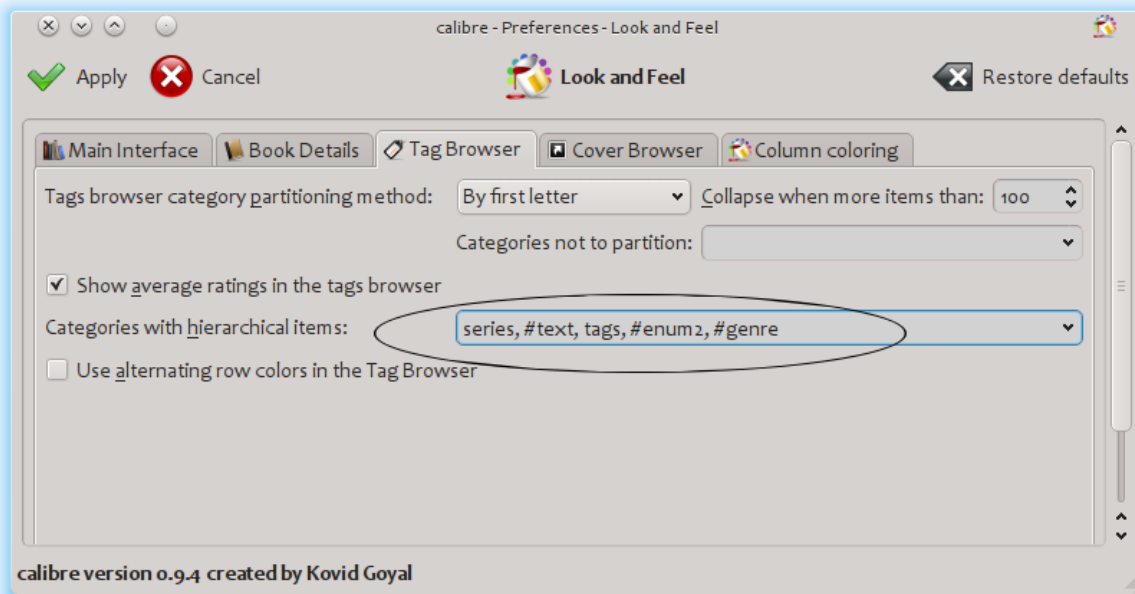 calibre - Preferences - Look and Feel
Apply Cancel Look and Feel Restore defaults
Main Interface Book Details Tag Browser Cover Browser Column coloring
Tags browser category partitioning method: By first letter Collapse when more items than: 100
Categories not to partition:
Show average ratings in the tags browser
Categories with hierarchical items: series, #text, tags, #enum2, #genre
Use alternating row colors in the Tag Browser
calibre version 0.9.4 created by Kovid Goyal